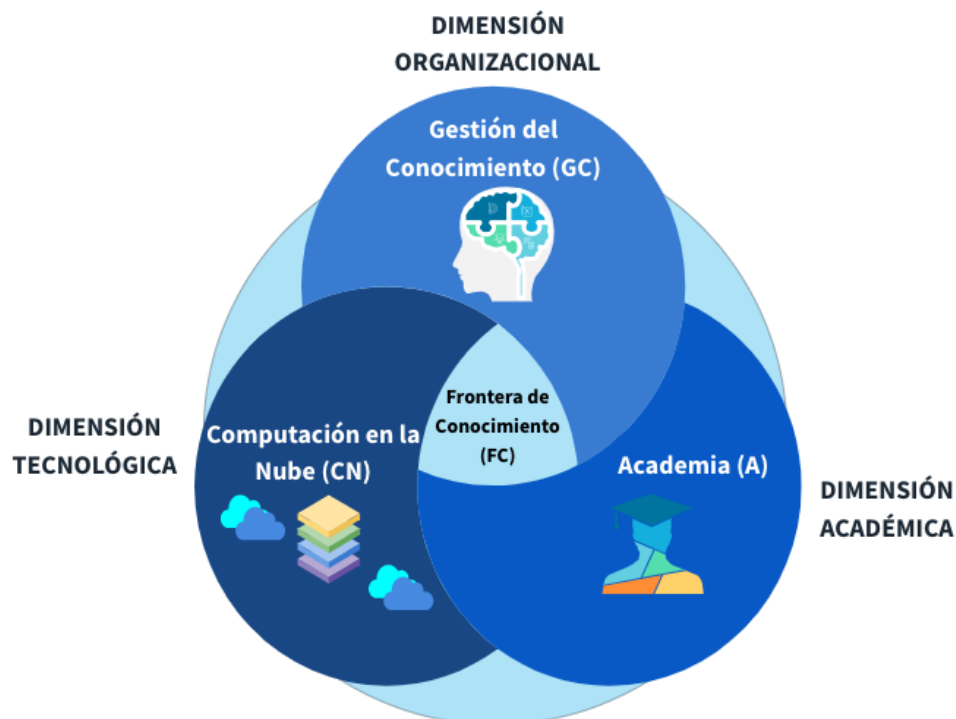 DIMENSIÓN
ORGANIZACIONAL
Gestión del
Conocimiento (GC)
Frontera de
Conocimiento
(FC)
DIMENSIÓN
TECNOLÓGICA
Computación en la
Nube (CN)
Academia (A)
DIMENSIÓN
ACADÉMICA